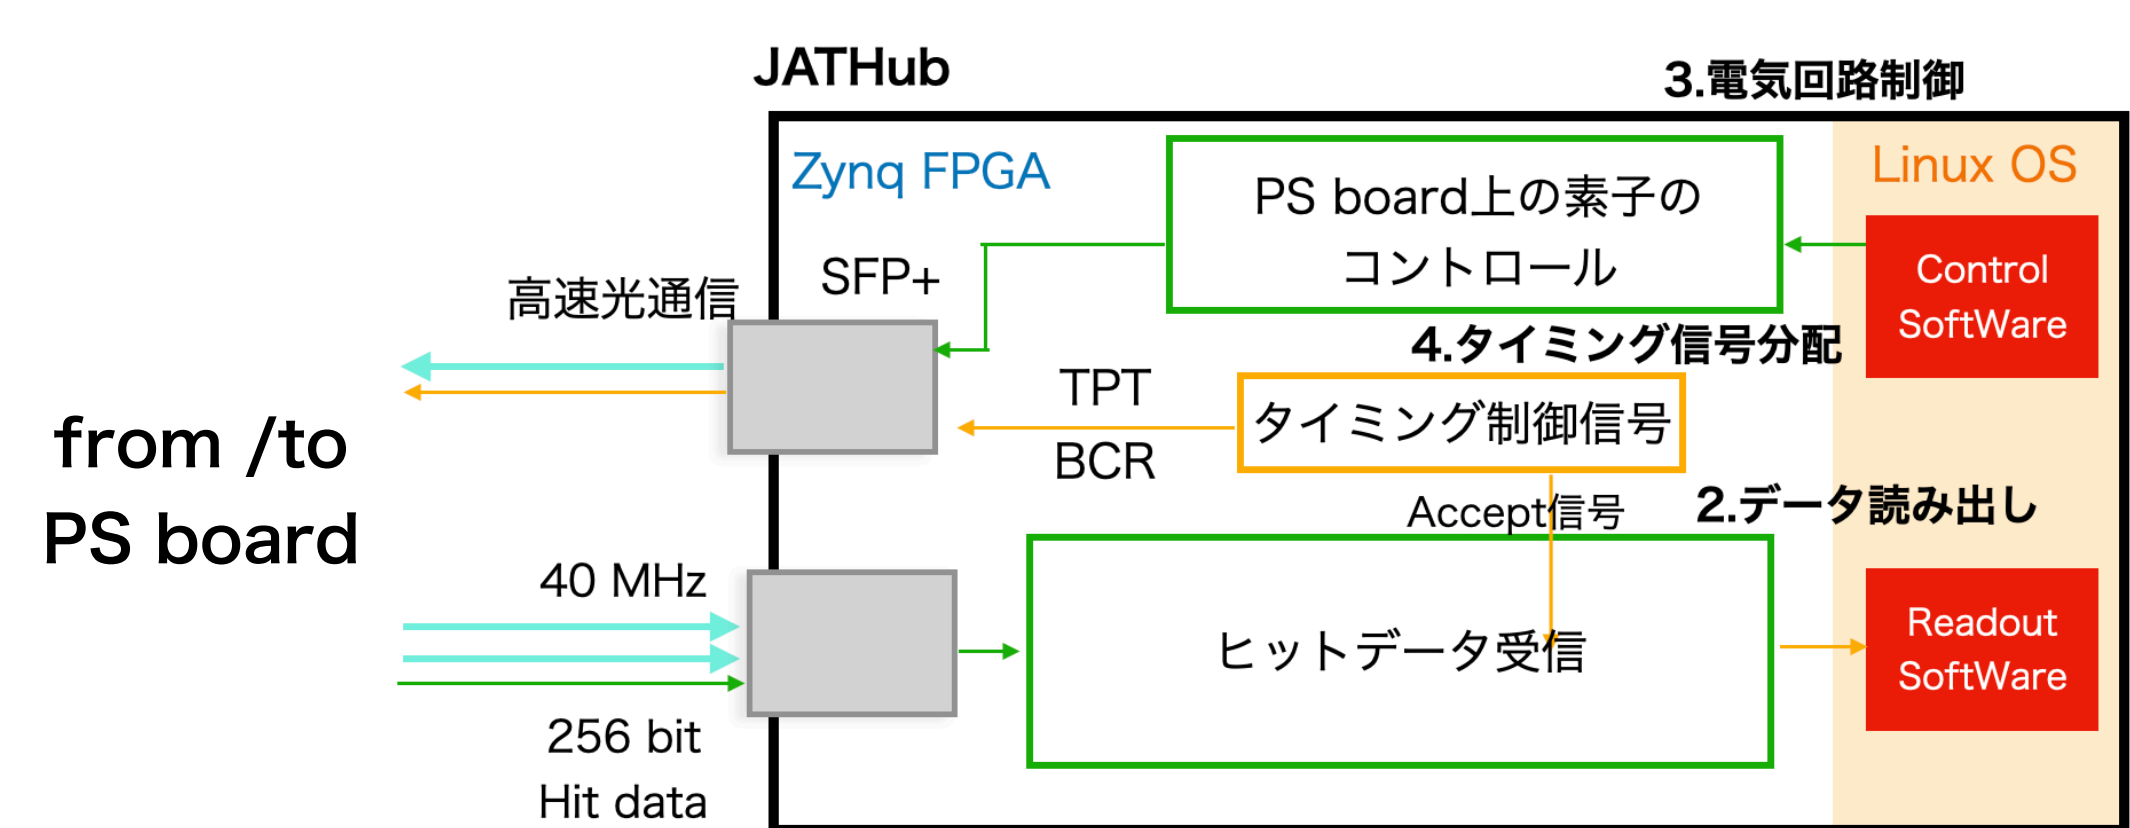 JATHub
3.電気回路制御
Zynq FPGA
Linux OS
PS board上の素子の
コントロール
SFP+
Control
SoftWare
高速光通信
4.タイミング信号分配
TPT
タイミング制御信号
BCR
from /to
PS board
Accept信号
2.データ読み出し
40 MHz
ヒットデータ受信
Readout
SoftWare
256 bit
Hit data